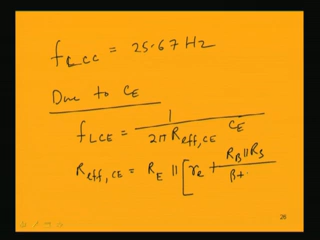 f_LCC = 25.67 Hz
Due to C_E
f_LCE = 1 / 2π R_eff,CE C_E
R_eff,CE = R_E || [ r_e + R_B||R_S / β+.
26